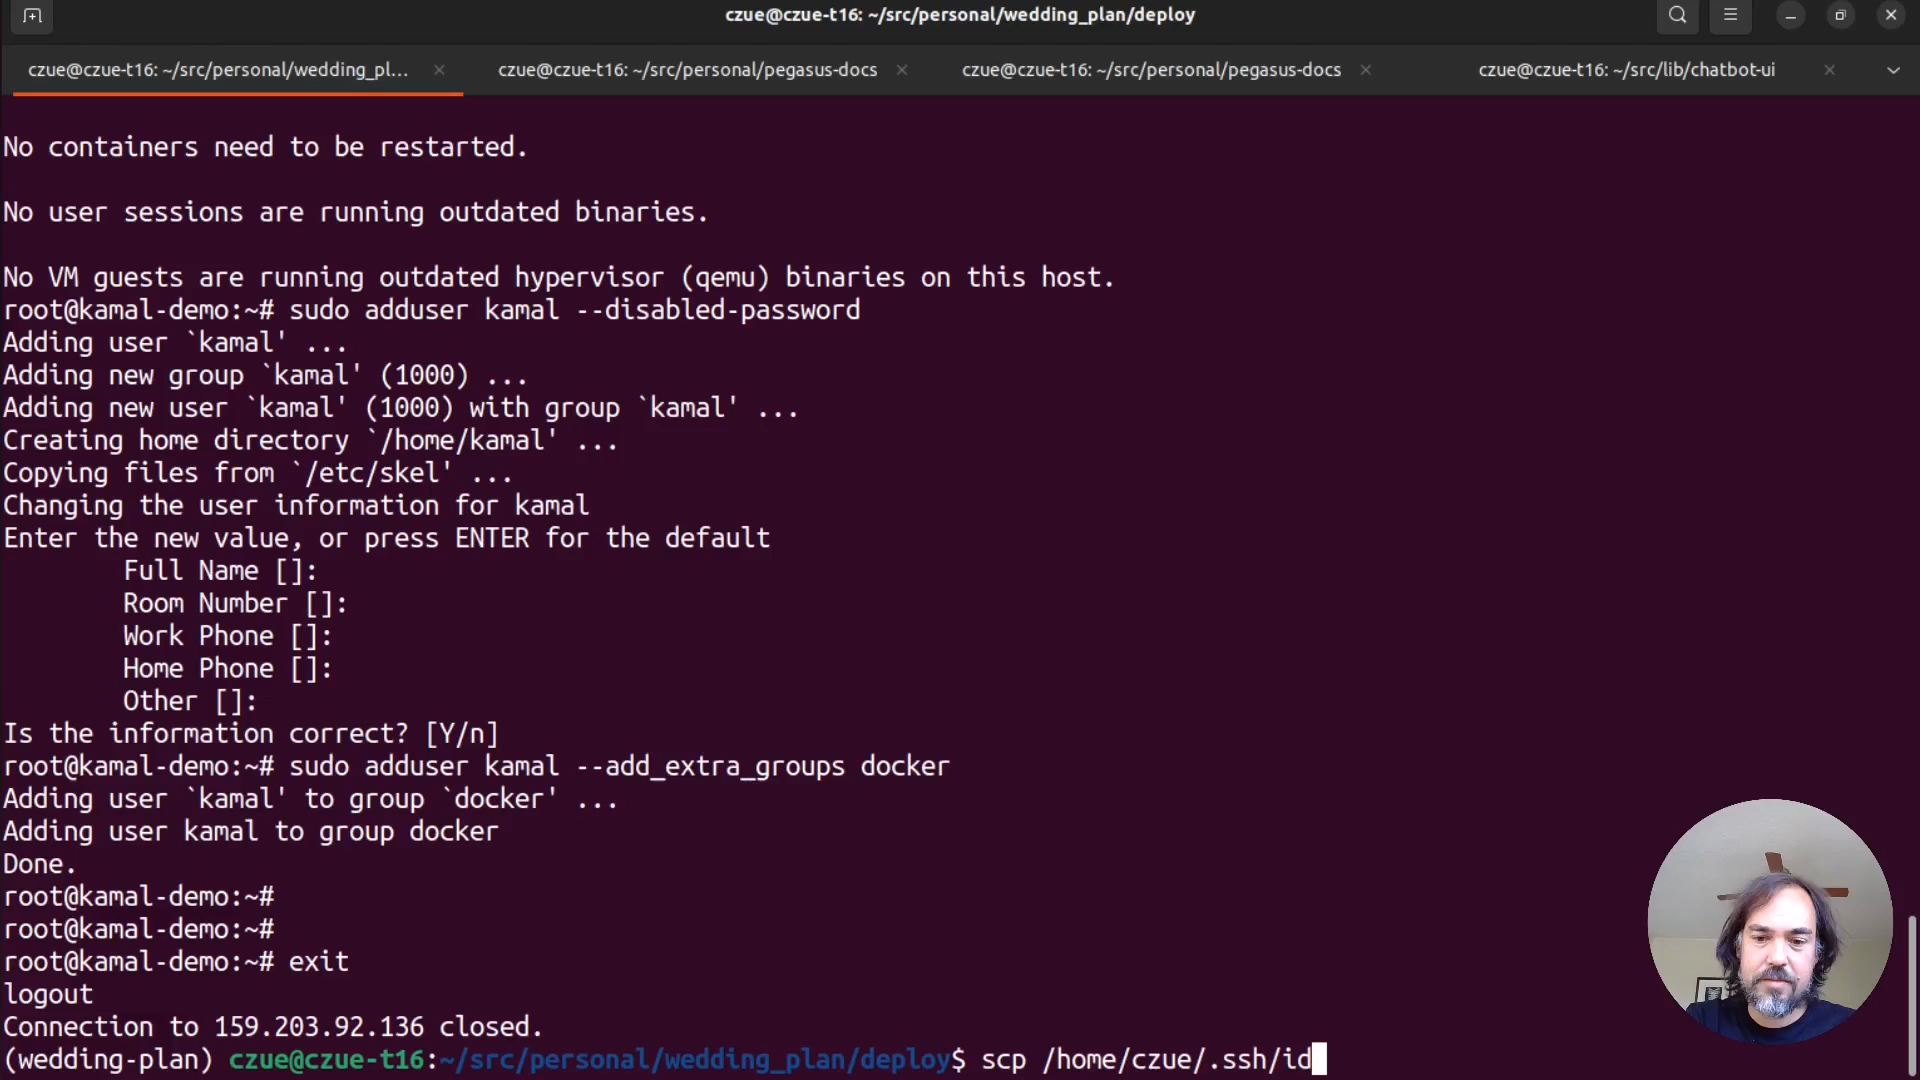 czue@czue-t16: ~/src/personal/wedding_plan/deploy
czue@czue-t16: ~/src/personal/wedding_pl...
czue@czue-t16: ~/src/personal/pegasus-docs
czue@czue-t16: ~/src/personal/pegasus-docs
czue@czue-t16: ~/src/lib/chatbot-ui
No containers need to be restarted.
No user sessions are running outdated binaries.
No VM guests are running outdated hypervisor (qemu) binaries on this host.
root@kamal-demo:~# sudo adduser kamal --disabled-password
Adding user `kamal' ...
Adding new group `kamal' (1000) ...
Adding new user `kamal' (1000) with group `kamal' ...
Creating home directory `/home/kamal' ...
Copying files from `/etc/skel' ...
Changing the user information for kamal
Enter the new value, or press ENTER for the default
Full Name []:
Room Number []:
Work Phone []:
Home Phone []:
Other []:
Is the information correct? [Y/n]
root@kamal-demo:~# sudo adduser kamal --add_extra_groups docker
Adding user `kamal' to group `docker' ...
Adding user kamal to group docker
Done.
root@kamal-demo:~#
root@kamal-demo:~#
root@kamal-demo:~# exit
logout
Connection to 159.203.92.136 closed.
(wedding-plan) czue@czue-t16:~/src/personal/wedding_plan/deploy$ scp /home/czue/.ssh/id